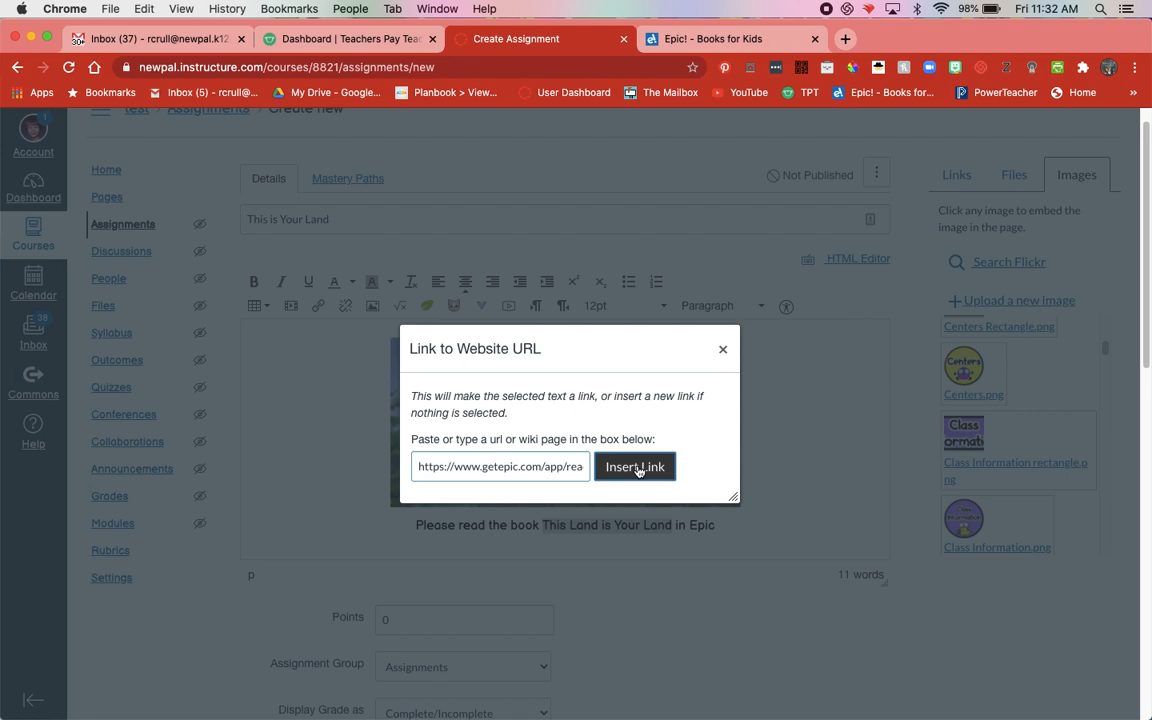 Chrome File Edit View History Bookmarks People Tab Window Help 98% Fri 11:32 AM
Inbox (37) - rcrull@newpal.k12 Dashboard | Teachers Pay Teac Create Assignment Epic! - Books for Kids
newpal.instructure.com/courses/8821/assignments/new
Apps Bookmarks Inbox (5) - rcrull@... My Drive - Google... Planbook > View... User Dashboard The Mailbox YouTube TPT Epic! - Books for... PowerTeacher Home »
test Assignments Create new
1
Account
Dashboard
Courses
Calendar
38
Inbox
Commons
Help
Home
Pages
Assignments
Discussions
People
Files
Syllabus
Outcomes
Quizzes
Conferences
Collaborations
Announcements
Grades
Modules
Rubrics
Settings
Details Mastery Paths Not Published
This is Your Land
HTML Editor
12pt Paragraph
Link to Website URL
This will make the selected text a link, or insert a new link if
nothing is selected.
Paste or type a url or wiki page in the box below:
https://www.getepic.com/app/rea Insert Link
Please read the book This Land is Your Land in Epic
p 11 words
Points 0
Assignment Group Assignments
Display Grade as Complete/Incomplete
Links Files Images
Click any image to embed the
image in the page.
Search Flickr
Upload a new image
Centers Rectangle.png
Centers
Centers.png
Class
Class Information rectangle.p
ng
Class Information.png